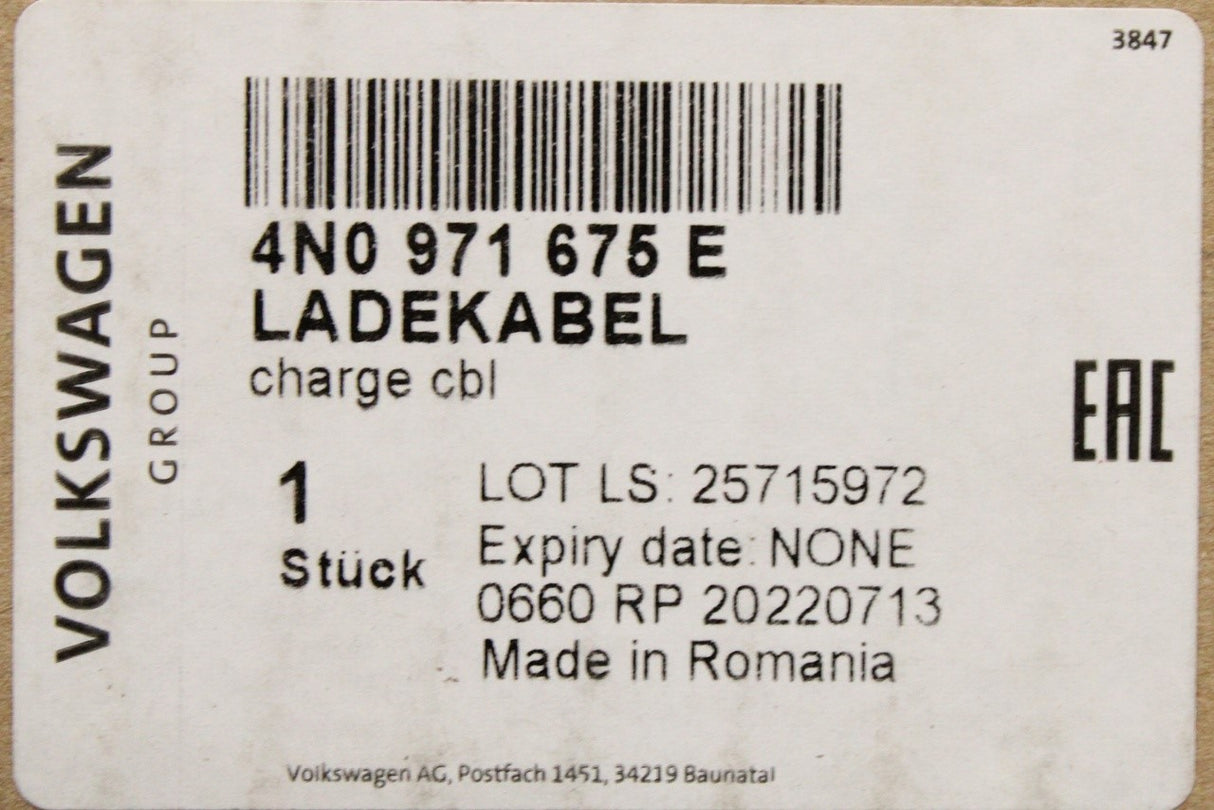 3847
VOLKSWAGEN
GROUP
4N0 971 675 E
LADEKABEL
charge cbl
EAC
1
Stück
LOT LS: 25715972
Expiry date: NONE
0660 RP 20220713
Made in Romania
Volkswagen AG, Postfach 1451, 34219 Baunatal